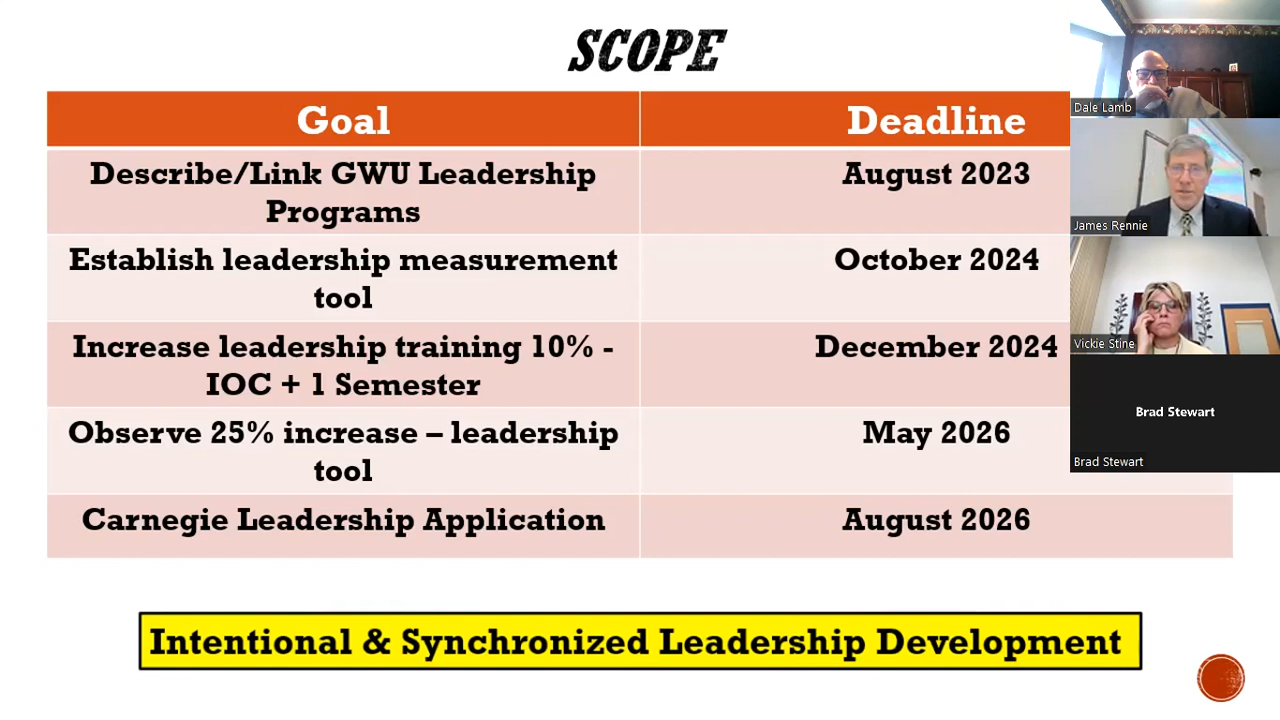 SCOPE
Goal
Deadline
Describe/Link GWU Leadership
Programs
August 2023
Establish leadership measurement
tool
October 2024
Increase leadership training 10% -
IOC + 1 Semester
December 2024
Observe 25% increase – leadership
tool
May 2026
Carnegie Leadership Application
August 2026
Intentional & Synchronized Leadership Development
Dale Lamb
James Rennie
Vickie Stine
Brad Stewart
Brad Stewart